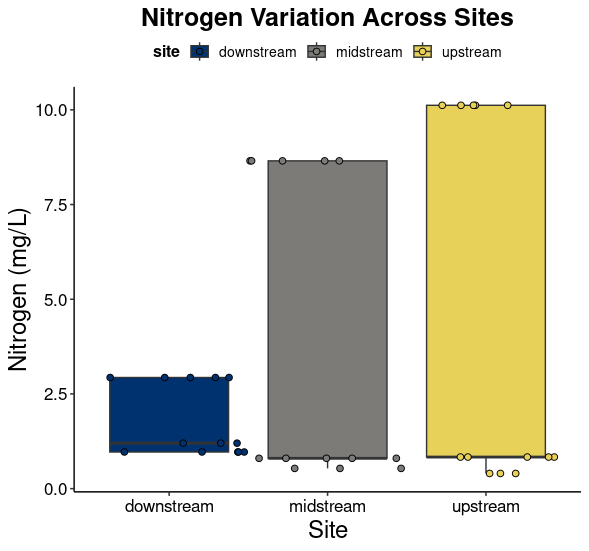 Nitrogen Variation Across Sites
site downstream midstream upstream
Nitrogen (mg/L)
10.0
7.5
5.0
2.5
0.0
downstream midstream upstream
Site